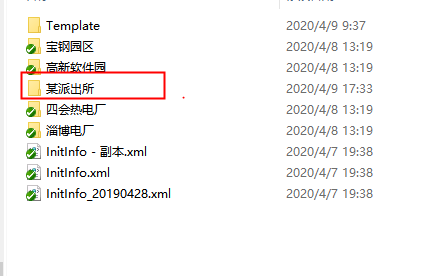 Template 2020/4/9 9:37
宝钢园区 2020/4/8 13:19
高新软件园 2020/4/8 13:19
某派出所 2020/4/9 17:33
四会热电厂 2020/4/8 13:19
淄博电厂 2020/4/8 13:19
InitInfo - 副本.xml 2020/4/7 19:38
InitInfo.xml 2020/4/7 19:38
InitInfo_20190428.xml 2020/4/7 19:38